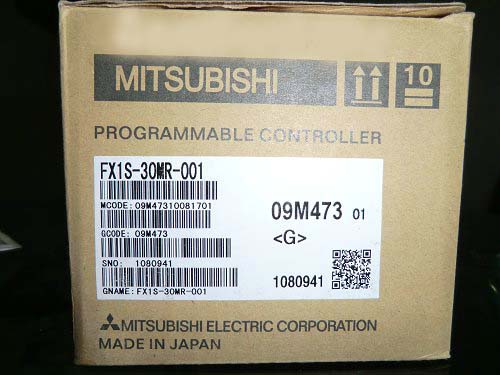 MITSUBISHI
10
PROGRAMMABLE CONTROLLER
FX1S-30MR-001
MCODE: 09M47310081701
GCODE: 09M473
SNO: 1080941
GNAME: FX1S-30MR-001
09M473 01
<G>
1080941
MITSUBISHI ELECTRIC CORPORATION
MADE IN JAPAN